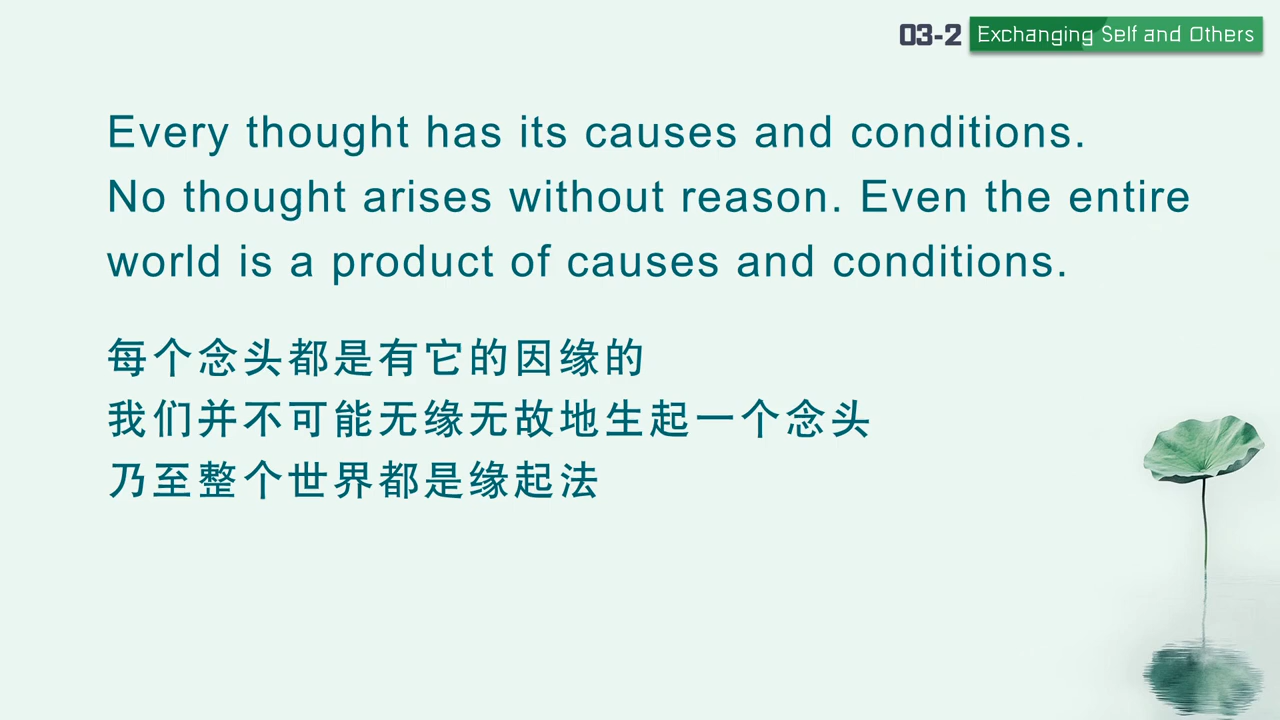 03-2 Exchanging Self and Others
Every thought has its causes and conditions.
No thought arises without reason. Even the entire
world is a product of causes and conditions.
每个念头都是有它的因缘的
我们并不可能无缘无故地生起一个念头
乃至整个世界都是缘起法